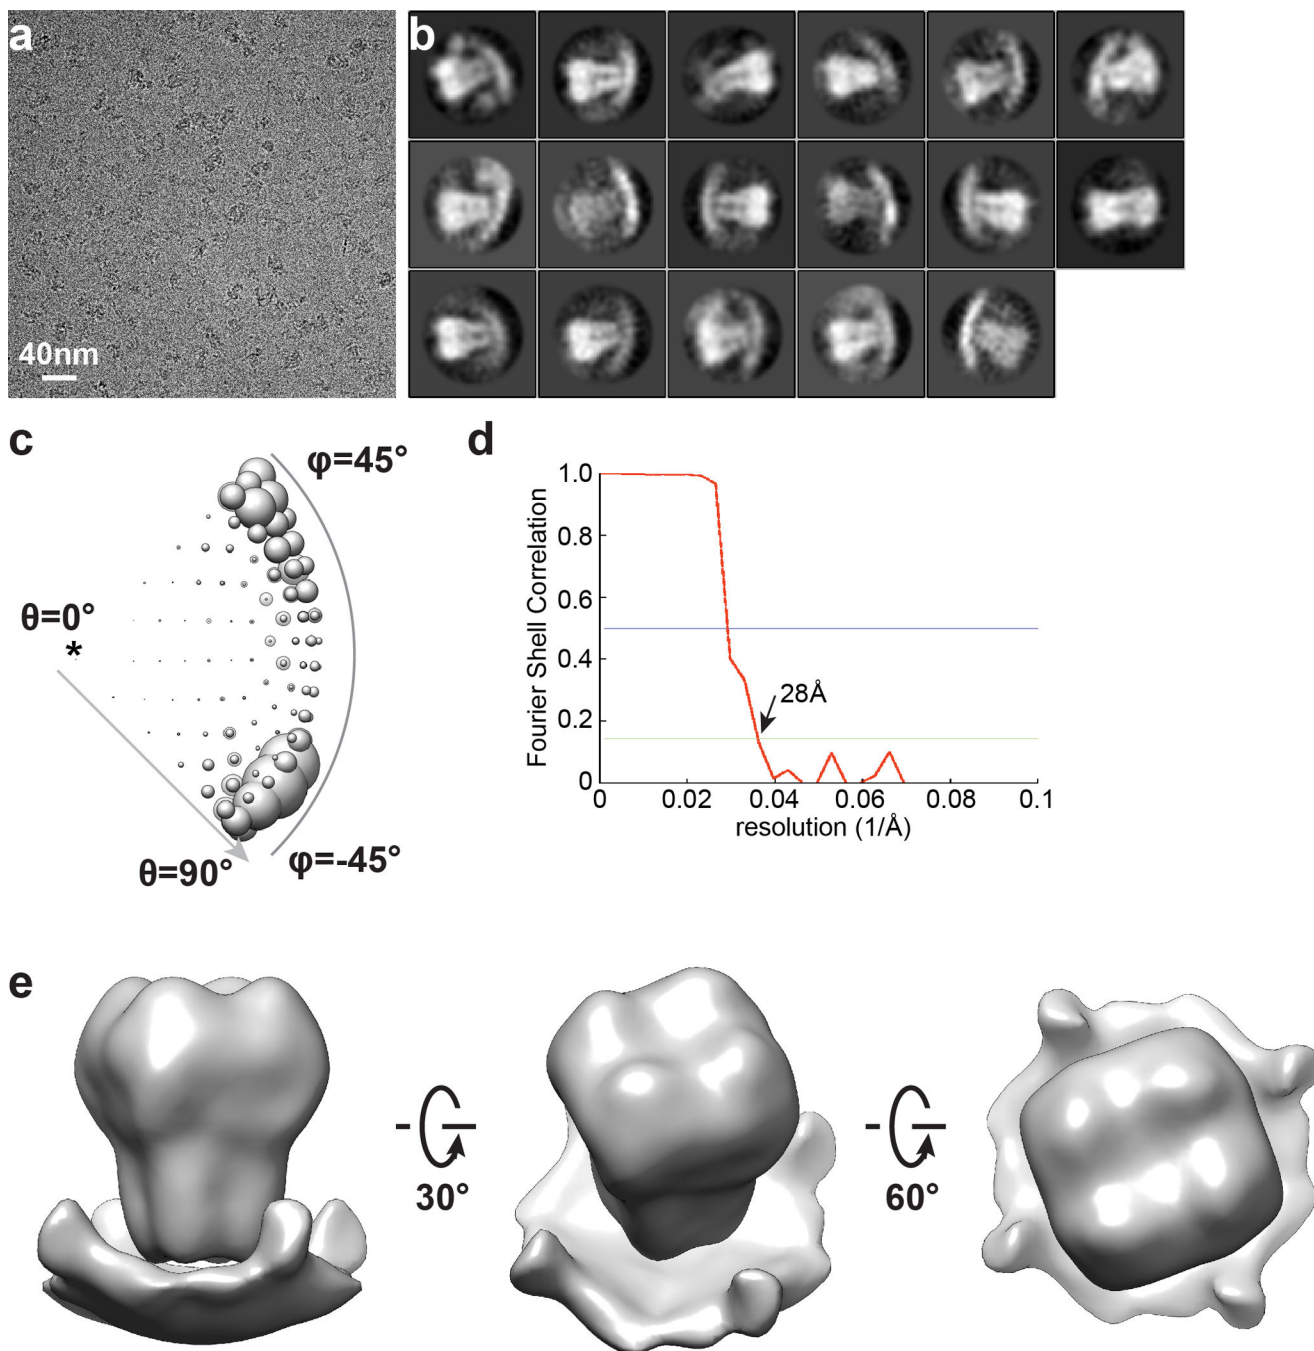 a
b
40nm
c
φ=45°
θ=0°
*
θ=90°
φ=-45°
d
Fourier Shell Correlation
1.0
0.8
0.6
0.4
0.2
0
28Å
0
0.02
0.04
0.06
0.08
0.1
resolution (1/Å)
e
30°
60°